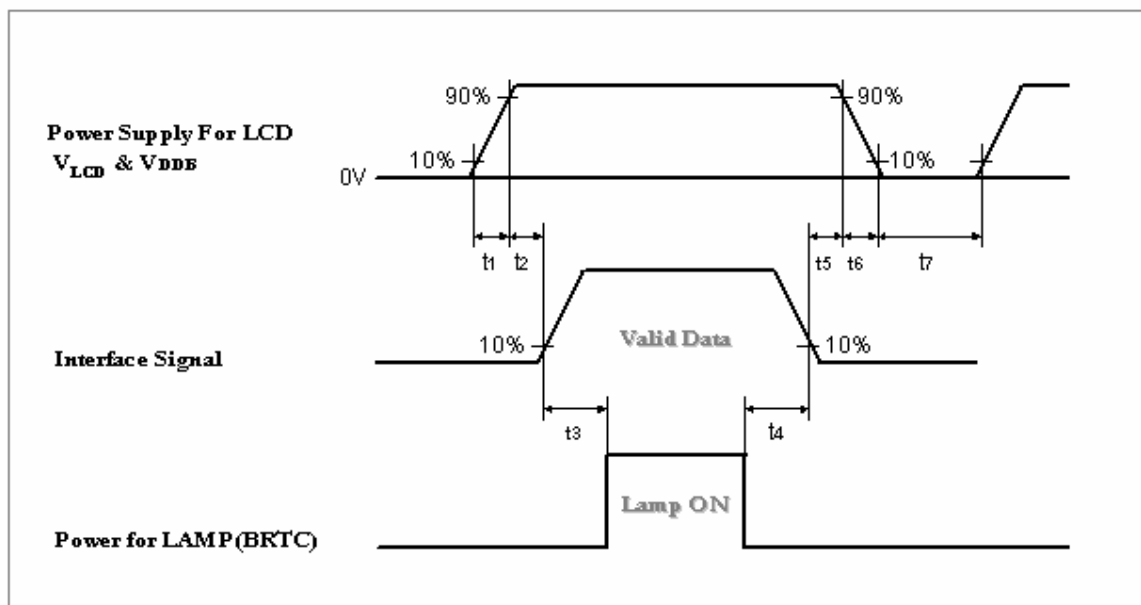 90%
90%
Power Supply For LCD
VLCD & VDDB
10%
10%
0V
t1 t2
t5 t6 t7
Valid Data
Interface Signal
10%
10%
t3
t4
Lamp ON
Power for LAMP(BRTC)